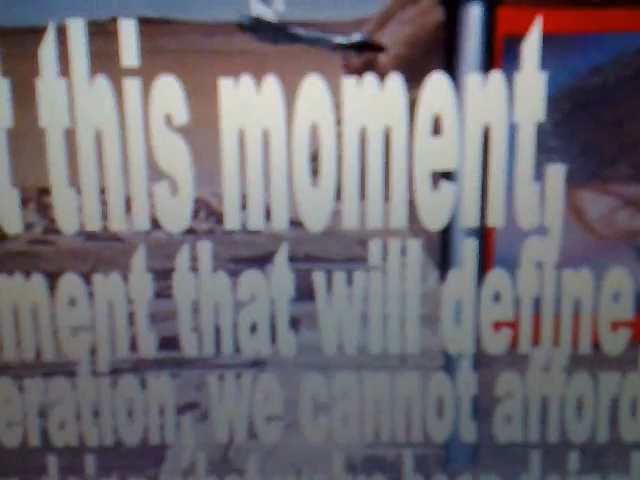 t this moment,
ment that will define
eration, we cannot afford